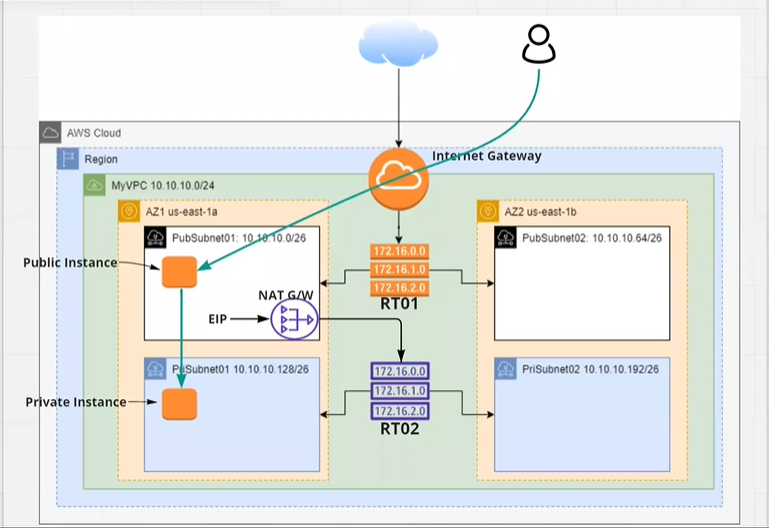 AWS Cloud
Region
Internet Gateway
MyVPC 10.10.10.0/24
AZ1 us-east-1a
AZ2 us-east-1b
PubSubnet01: 10.10.10.0/26
PubSubnet02: 10.10.10.64/26
Public Instance
172.16.0.0
172.16.1.0
172.16.2.0
RT01
NAT G/W
EIP
PriSubnet01 10.10.10.128/26
PriSubnet02 10.10.10.192/26
172.16.0.0
172.16.1.0
172.16.2.0
RT02
Private Instance